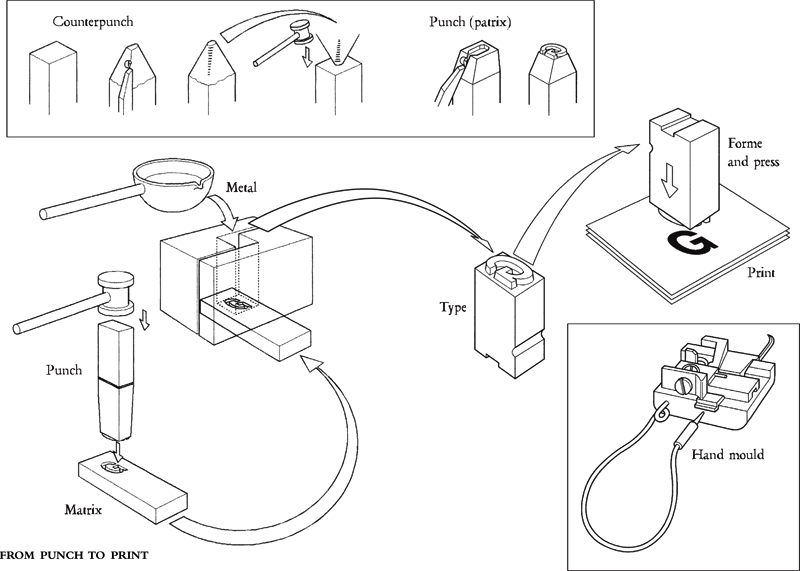 Counterpunch
Punch (patrix)
Forme
and press
Metal
G
Print
Type
Punch
Hand mould
Matrix
FROM PUNCH TO PRINT